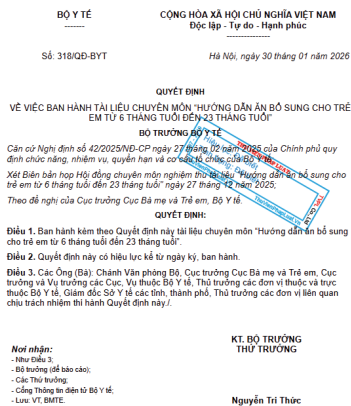 BỘ Y TẾ
-------
CỘNG HÒA XÃ HỘI CHỦ NGHĨA VIỆT NAM
Độc lập - Tự do - Hạnh phúc
---------------
Số: 318/QĐ-BYT
Hà Nội, ngày 30 tháng 01 năm 2026
QUYẾT ĐỊNH
VỀ VIỆC BAN HÀNH TÀI LIỆU CHUYÊN MÔN “HƯỚNG DẪN ĂN BỔ SUNG CHO TRẺ
EM TỪ 6 THÁNG TUỔI ĐẾN 23 THÁNG TUỔI”
BỘ TRƯỞNG BỘ Y TẾ
Căn cứ Nghị định số 42/2025/NĐ-CP ngày 27 tháng 02 năm 2025 của Chính phủ quy
định chức năng, nhiệm vụ, quyền hạn và cơ cấu tổ chức của Bộ Y tế;
Xét Biên bản họp Hội đồng chuyên môn nghiệm thu tài liệu “Hướng dẫn ăn bổ sung cho
trẻ em từ 6 tháng tuổi đến 23 tháng tuổi” ngày 27 tháng 12 năm 2025;
Theo đề nghị của Cục trưởng Cục Bà mẹ và Trẻ em, Bộ Y tế.
QUYẾT ĐỊNH:
Điều 1. Ban hành kèm theo Quyết định này tài liệu chuyên môn “Hướng dẫn ăn bổ sung
cho trẻ em từ 6 tháng tuổi đến 23 tháng tuổi”.
Điều 2. Quyết định này có hiệu lực kể từ ngày ký, ban hành.
Điều 3. Các Ông (Bà): Chánh Văn phòng Bộ, Cục trưởng Cục Bà mẹ và Trẻ em, Cục
trưởng và Vụ trưởng các Cục, Vụ thuộc Bộ Y tế, Thủ trưởng các đơn vị thuộc và trực
thuộc Bộ Y tế, Giám đốc Sở Y tế các tỉnh, thành phố, Thủ trưởng các đơn vị liên quan
chịu trách nhiệm thi hành Quyết định này./.
Nơi nhận:
- Như Điều 3;
- Bộ trưởng (để báo cáo);
- Các Thứ trưởng;
- Cổng Thông tin điện tử Bộ Y tế;
- Lưu: VT, BMTE.
KT. BỘ TRƯỞNG
THỨ TRƯỞNG
Nguyễn Tri Thức